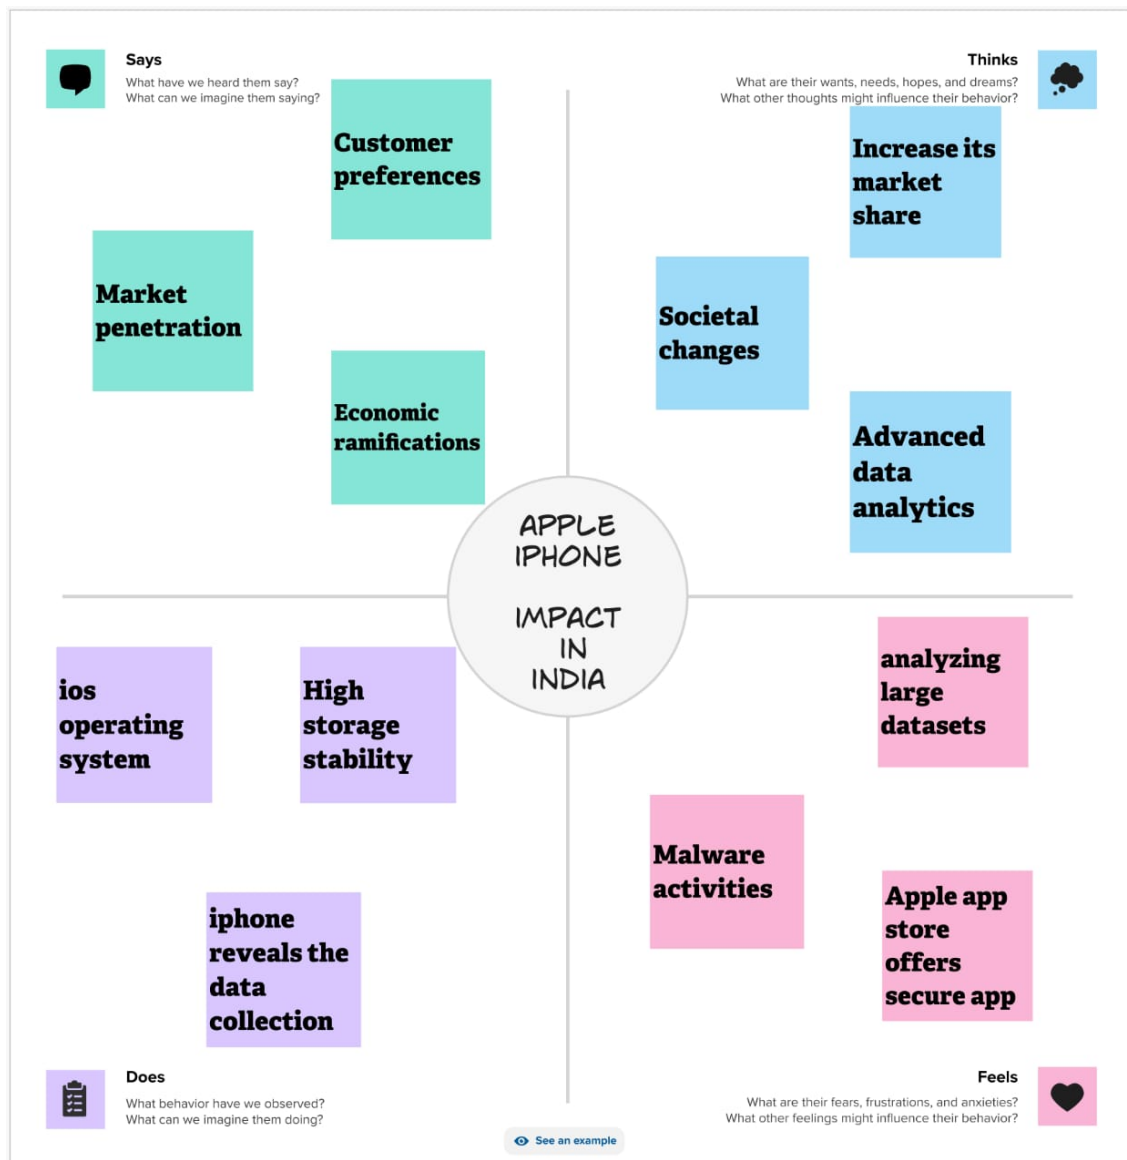 Says
What have we heard them say?
What can we imagine them saying?
Customer
preferences
Market
penetration
Economic
ramifications
Thinks
What are their wants, needs, hopes, and dreams?
What other thoughts might influence their behavior?
Increase its
market
share
Societal
changes
Advanced
data
analytics
APPLE
IPHONE
IMPACT
IN
INDIA
ios
operating
system
High
storage
stability
iphone
reveals the
data
collection
Does
What behavior have we observed?
What can we imagine them doing?
analyzing
large
datasets
Malware
activities
Apple app
store
offers
secure app
Feels
What are their fears, frustrations, and anxieties?
What other feelings might influence their behavior?
See an example